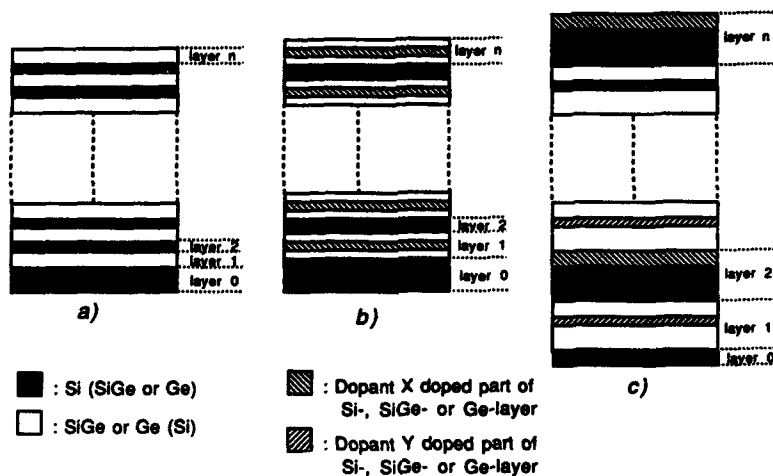 layer n
layer 2
layer 1
layer 0
a)
layer n
layer 2
layer 1
layer 0
b)
layer n
layer 2
layer 1
layer 0
c)
: Si (SiGe or Ge)
: SiGe or Ge (Si)
: Dopant X doped part of
Si-, SiGe- or Ge-layer
: Dopant Y doped part of
Si-, SiGe- or Ge-layer